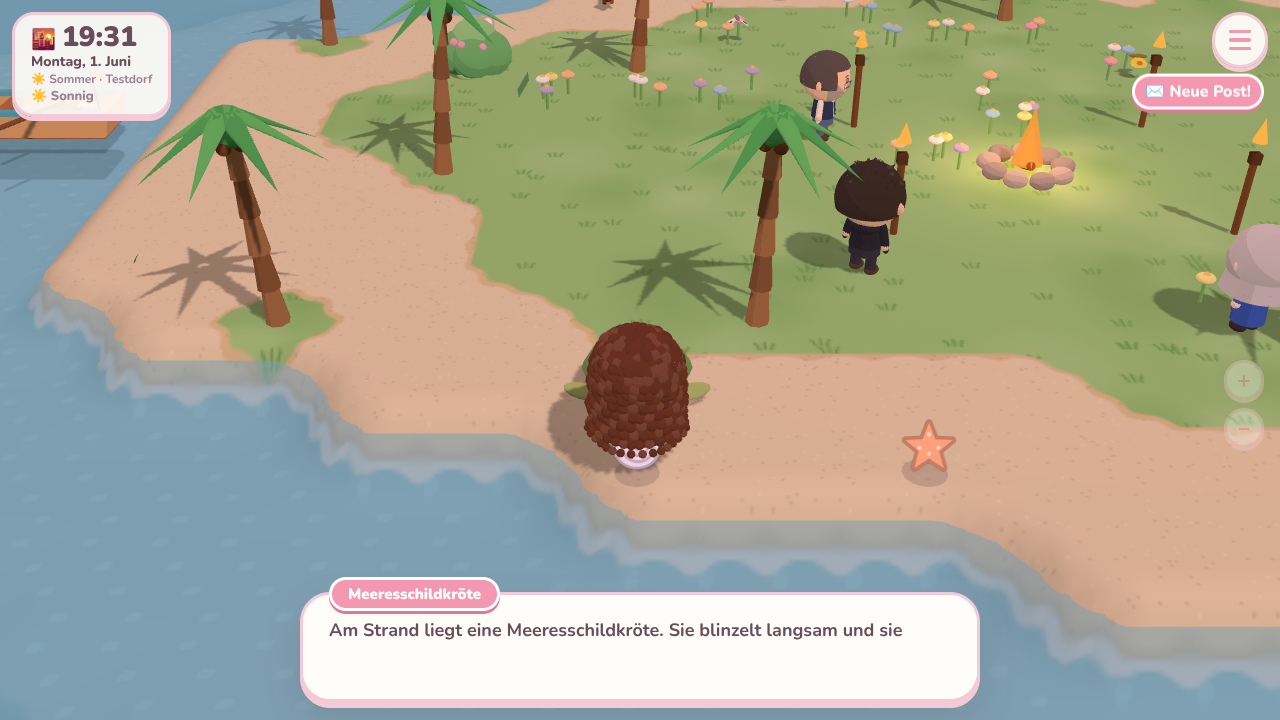 19:31
Montag, 1. Juni
Sommer · Testdorf
Sonnig
Neue Post!
+
−
Meeresschildkröte
Am Strand liegt eine Meeresschildkröte. Sie blinzelt langsam und sie